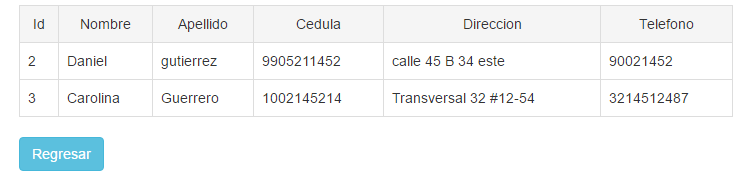 Id Nombre Apellido Cedula Direccion Telefono
2 Daniel gutierrez 9905211452 calle 45 B 34 este 90021452
3 Carolina Guerrero 1002145214 Transversal 32 #12-54 3214512487
Regresar